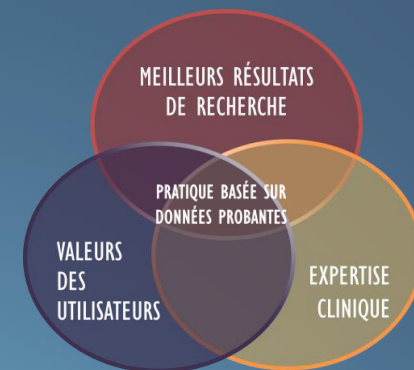 MEILLEURS RÉSULTATS
DE RECHERCHE
PRATIQUE BASÉE SUR
DONNÉES PROBANTES
VALEURS
DES
UTILISATEURS
EXPERTISE
CLINIQUE